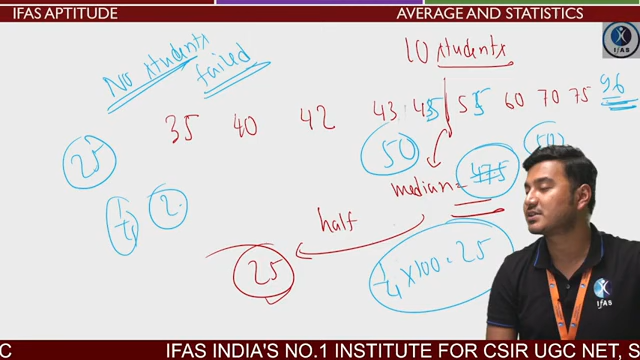 IFAS APTITUDE
AVERAGE AND STATISTICS
IFAS
No students
failed
10 students
35 40 42 43 45 55 60 70 75 96
25
50
50
median = 47.5
1/4
2.
half
25
1/4 × 100 = 25
IFAS
C
IFAS INDIA'S NO.1 INSTITUTE FOR CSIR UGC NET, S